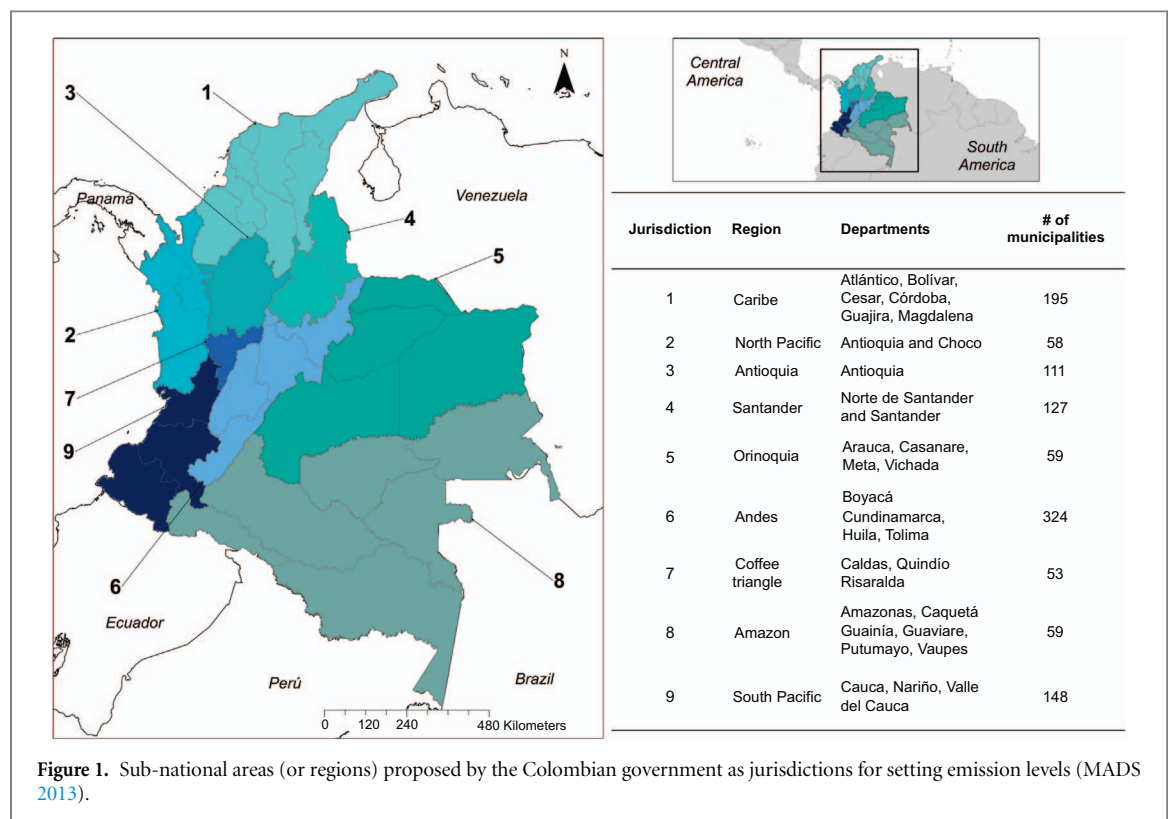 N
3
1
Panamá
Venezuela
4
5
2
7
9
6
8
Ecuador
Perú
Brazil
0 120 240 480 Kilometers
Central
America
South
America
Jurisdiction Region Departments # of
municipalities
1 Caribe Atlántico, Bolívar,
Cesar, Córdoba,
Guajira, Magdalena 195
2 North Pacific Antioquia and Choco 58
3 Antioquia Antioquia 111
4 Santander Norte de Santander
and Santander 127
5 Orinoquia Arauca, Casanare,
Meta, Vichada 59
6 Andes Boyacá
Cundinamarca,
Huila, Tolima 324
7 Coffee
triangle Caldas, Quindío
Risaralda 53
8 Amazon Amazonas, Caquetá
Guainía, Guaviare,
Putumayo, Vaupes 59
9 South Pacific Cauca, Nariño, Valle
del Cauca 148
Figure 1. Sub-national areas (or regions) proposed by the Colombian government as jurisdictions for setting emission levels (MADS
2013).